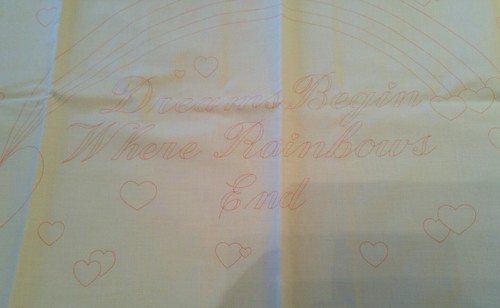 Dreams Begin
Where Rainbows
End